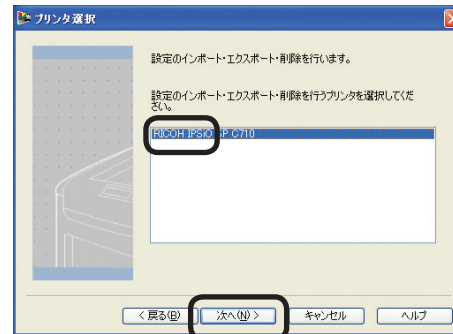 プリンタ選択
設定のインポート・エクスポート・削除を行います。
設定のインポート・エクスポート・削除を行うプリンタを選択してくだ
さい。
RICOH IPSiO SP C710
< 戻る(B)
次へ(N) >
キャンセル
ヘルプ